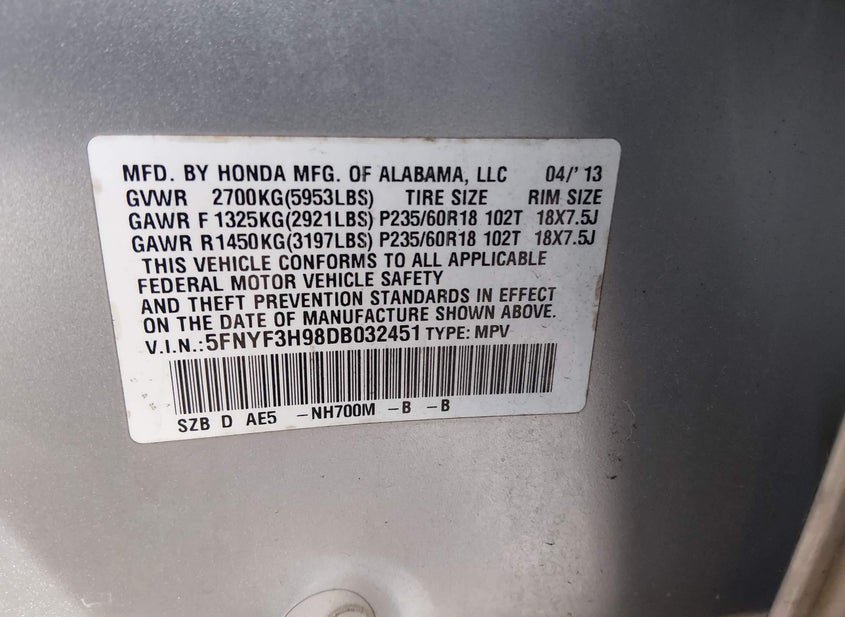 MFD. BY HONDA MFG. OF ALABAMA, LLC 04/'13
GVWR 2700KG(5953LBS) TIRE SIZE RIM SIZE
GAWR F 1325KG(2921LBS) P235/60R18 102T 18X7.5J
GAWR R1450KG(3197LBS) P235/60R18 102T 18X7.5J
THIS VEHICLE CONFORMS TO ALL APPLICABLE
FEDERAL MOTOR VEHICLE SAFETY
AND THEFT PREVENTION STANDARDS IN EFFECT
ON THE DATE OF MANUFACTURE SHOWN ABOVE.
V.I.N.:5FNYF3H98DB032451 TYPE: MPV
SZB D AE5 -NH700M -B -B